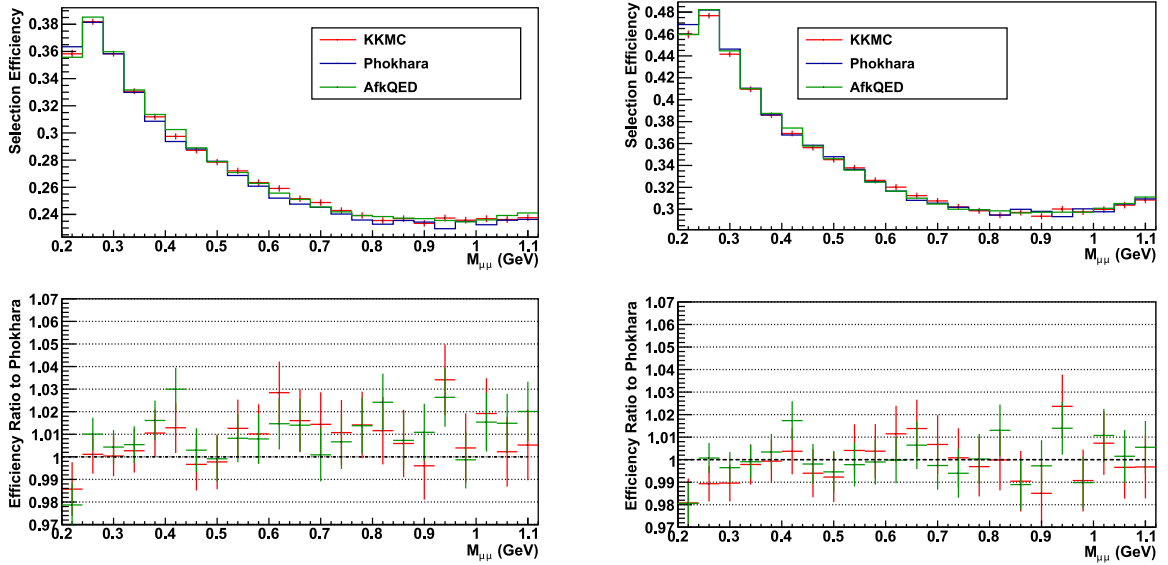 Selection Efficiency
0.38
0.36
0.34
0.32
0.3
0.28
0.26
0.24
KKMC
Phokhara
AfkQED
0.2 0.3 0.4 0.5 0.6 0.7 0.8 0.9 1 1.1
M_μμ (GeV)
Selection Efficiency
0.48
0.46
0.44
0.42
0.4
0.38
0.36
0.34
0.32
0.3
KKMC
Phokhara
AfkQED
0.2 0.3 0.4 0.5 0.6 0.7 0.8 0.9 1 1.1
M_μμ (GeV)
Efficiency Ratio to Phokhara
1.07
1.06
1.05
1.04
1.03
1.02
1.01
1
0.99
0.98
0.97
0.2 0.3 0.4 0.5 0.6 0.7 0.8 0.9 1 1.1
M_μμ (GeV)
Efficiency Ratio to Phokhara
1.07
1.06
1.05
1.04
1.03
1.02
1.01
1
0.99
0.98
0.97
0.2 0.3 0.4 0.5 0.6 0.7 0.8 0.9 1 1.1
M_μμ (GeV)